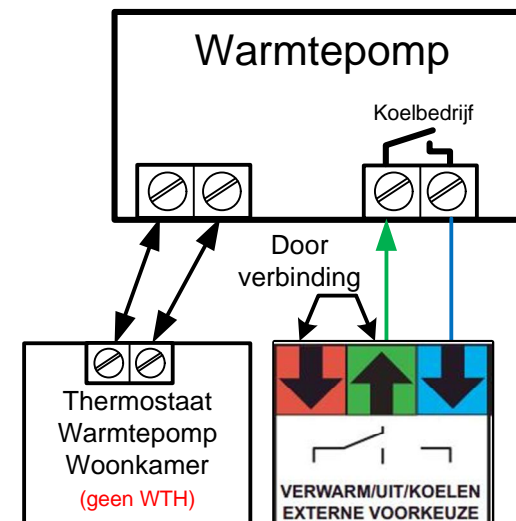 Warmtepomp
Koelbedrijf
Door
verbinding
Thermostaat
Warmtepomp
Woonkamer
(geen WTH)
VERWARM/UIT/KOELEN
EXTERNE VOORKEUZE